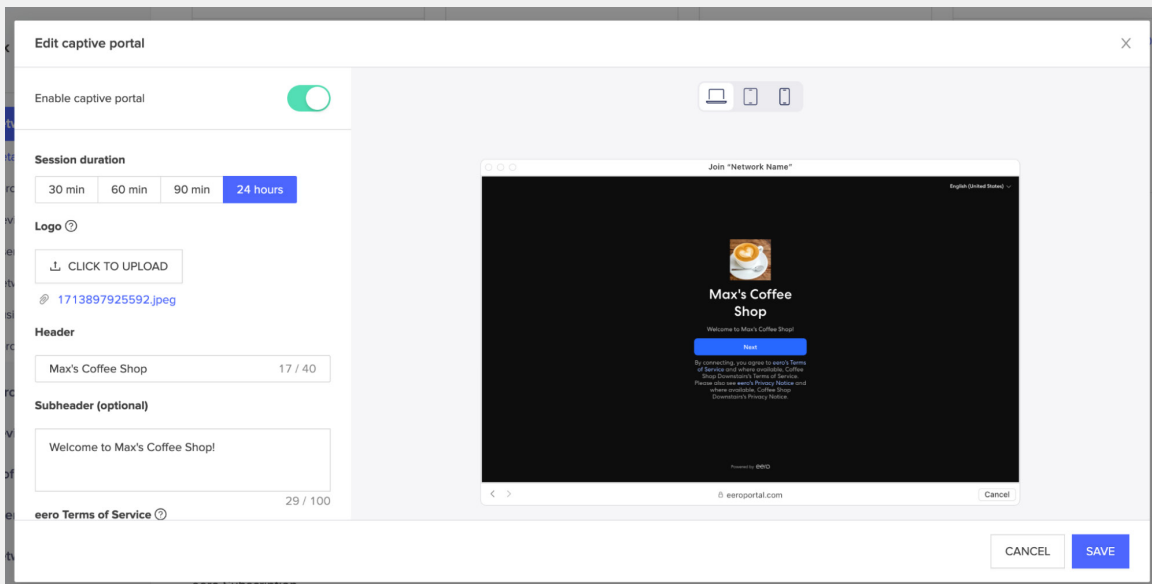 Edit captive portal
Enable captive portal
Session duration
30 min 60 min 90 min 24 hours
Logo
CLICK TO UPLOAD
1713897925592.jpeg
Header
Max's Coffee Shop 17 / 40
Subheader (optional)
Welcome to Max's Coffee Shop!
29 / 100
eero Terms of Service
Join “Network Name”
English (United States)
Max's Coffee
Shop
Welcome to Max's Coffee Shop!
Next
By connecting, you agree to eero's Terms
of Service and where available, Coffee
Shop Downstairs's Terms of Service.
Please also see eero's Privacy Notice and
where available, Coffee Shop
Downstairs's Privacy Notice.
Powered by eero
eeroportal.com
Cancel
CANCEL SAVE